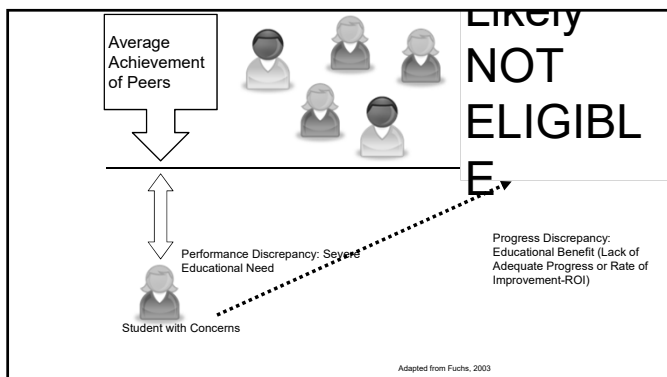 Average
Achievement
of Peers
Likely
NOT
ELIGIBL
E
Performance Discrepancy: Severe
Educational Need
Progress Discrepancy:
Educational Benefit (Lack of
Adequate Progress or Rate of
Improvement-ROI)
Student with Concerns
Adapted from Fuchs, 2003